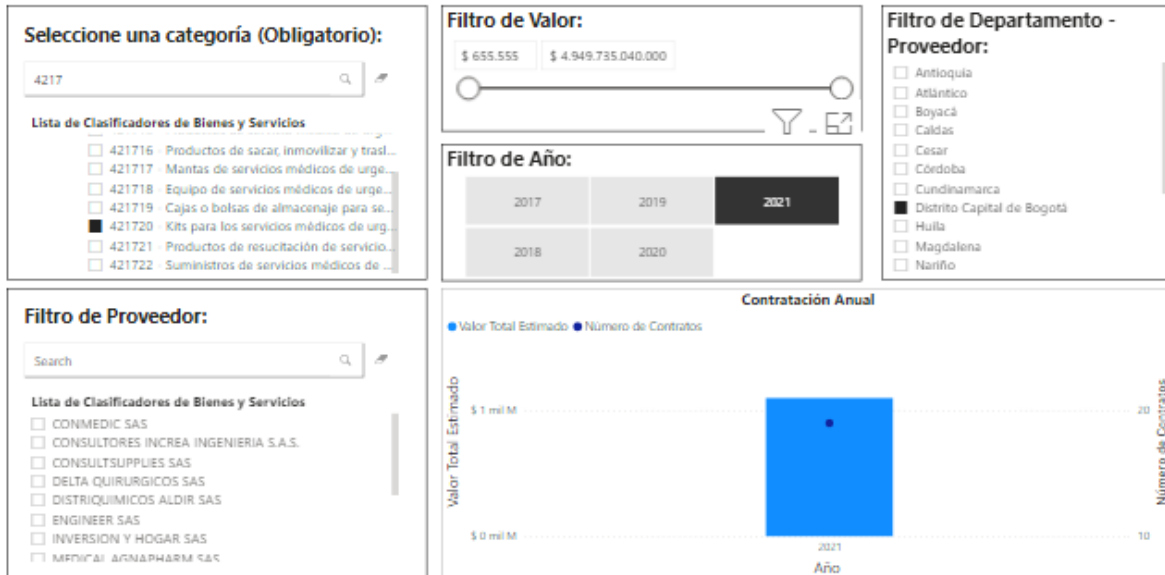 Seleccione una categoría (Obligatorio):
4217
Lista de Clasificadores de Bienes y Servicios
421716 - Productos de sacar, inmovilizar y trasl...
421717 - Mantas de servicios médicos de urge...
421718 - Equipo de servicios médicos de urge...
421719 - Cajas o bolsas de almacenaje para se...
421720 - Kits para los servicios médicos de urg...
421721 - Productos de resucitación de servicio...
421722 - Suministros de servicios médicos de ...
Filtro de Valor:
$ 655.555
$ 4.949.735.040.000
Filtro de Año:
2017
2019
2021
2018
2020
Filtro de Departamento -
Proveedor:
Antioquia
Atlántico
Boyacá
Caldas
Cesar
Córdoba
Cundinamarca
Distrito Capital de Bogotá
Huila
Magdalena
Nariño
Filtro de Proveedor:
Search
Lista de Clasificadores de Bienes y Servicios
CONMEDIC SAS
CONSULTORES INCREA INGENIERIA S.A.S.
CONSULTSUPPLIES SAS
DELTA QUIRURGICOS SAS
DISTRIQUIMICOS ALDIR SAS
ENGINEER SAS
INVERSION Y HOGAR SAS
MEDICAL AGNAPHARM SAS
Contratación Anual
Valor Total Estimado
Número de Contratos
Valor Total Estimado
$ 1 mil M
$ 0 mil M
2021
Año
20
10
Número de Contratos